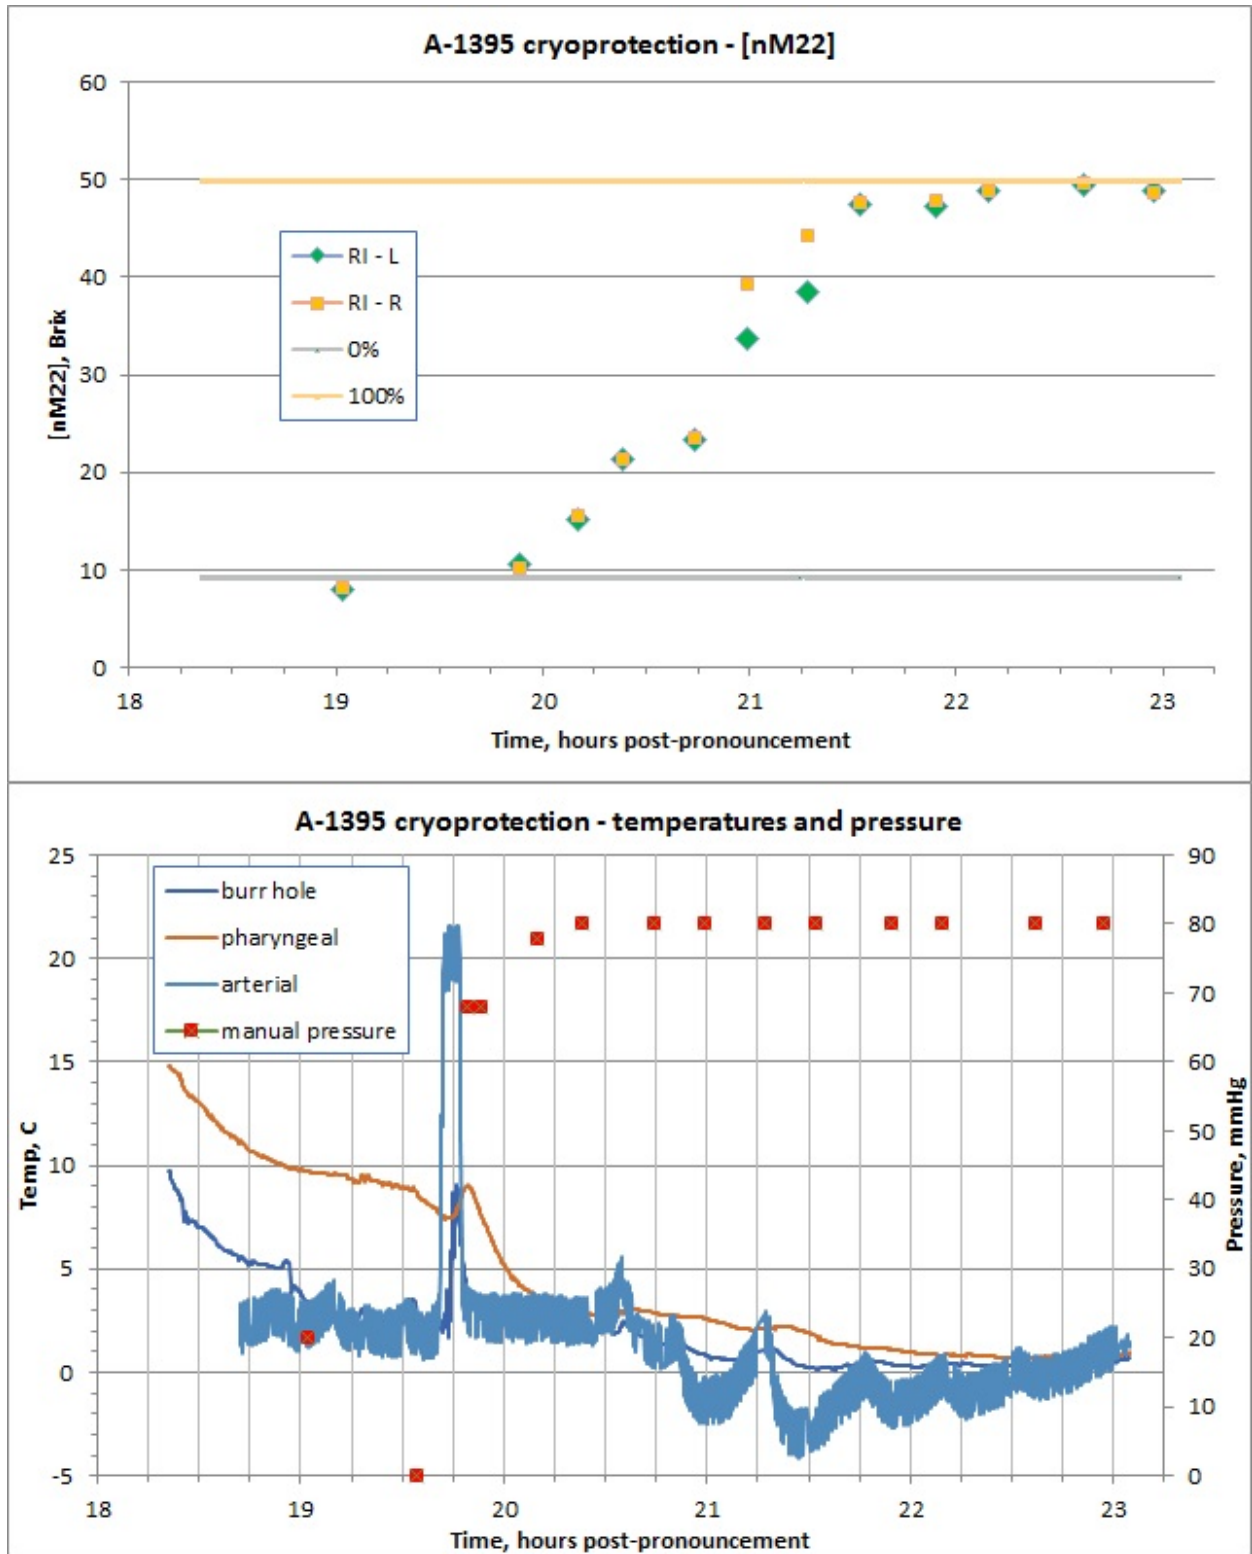 A-1395 cryoprotection - [nM22]
60
50
40
30
20
10
0
[nM22], Brix
RI - L
RI - R
0%
100%
18 19 20 21 22 23
Time, hours post-pronouncement
A-1395 cryoprotection - temperatures and pressure
25
20
15
10
5
0
-5
Temp, C
burr hole
pharyngeal
arterial
manual pressure
90
80
70
60
50
40
30
20
10
0
Pressure, mmHg
18 19 20 21 22 23
Time, hours post-pronouncement